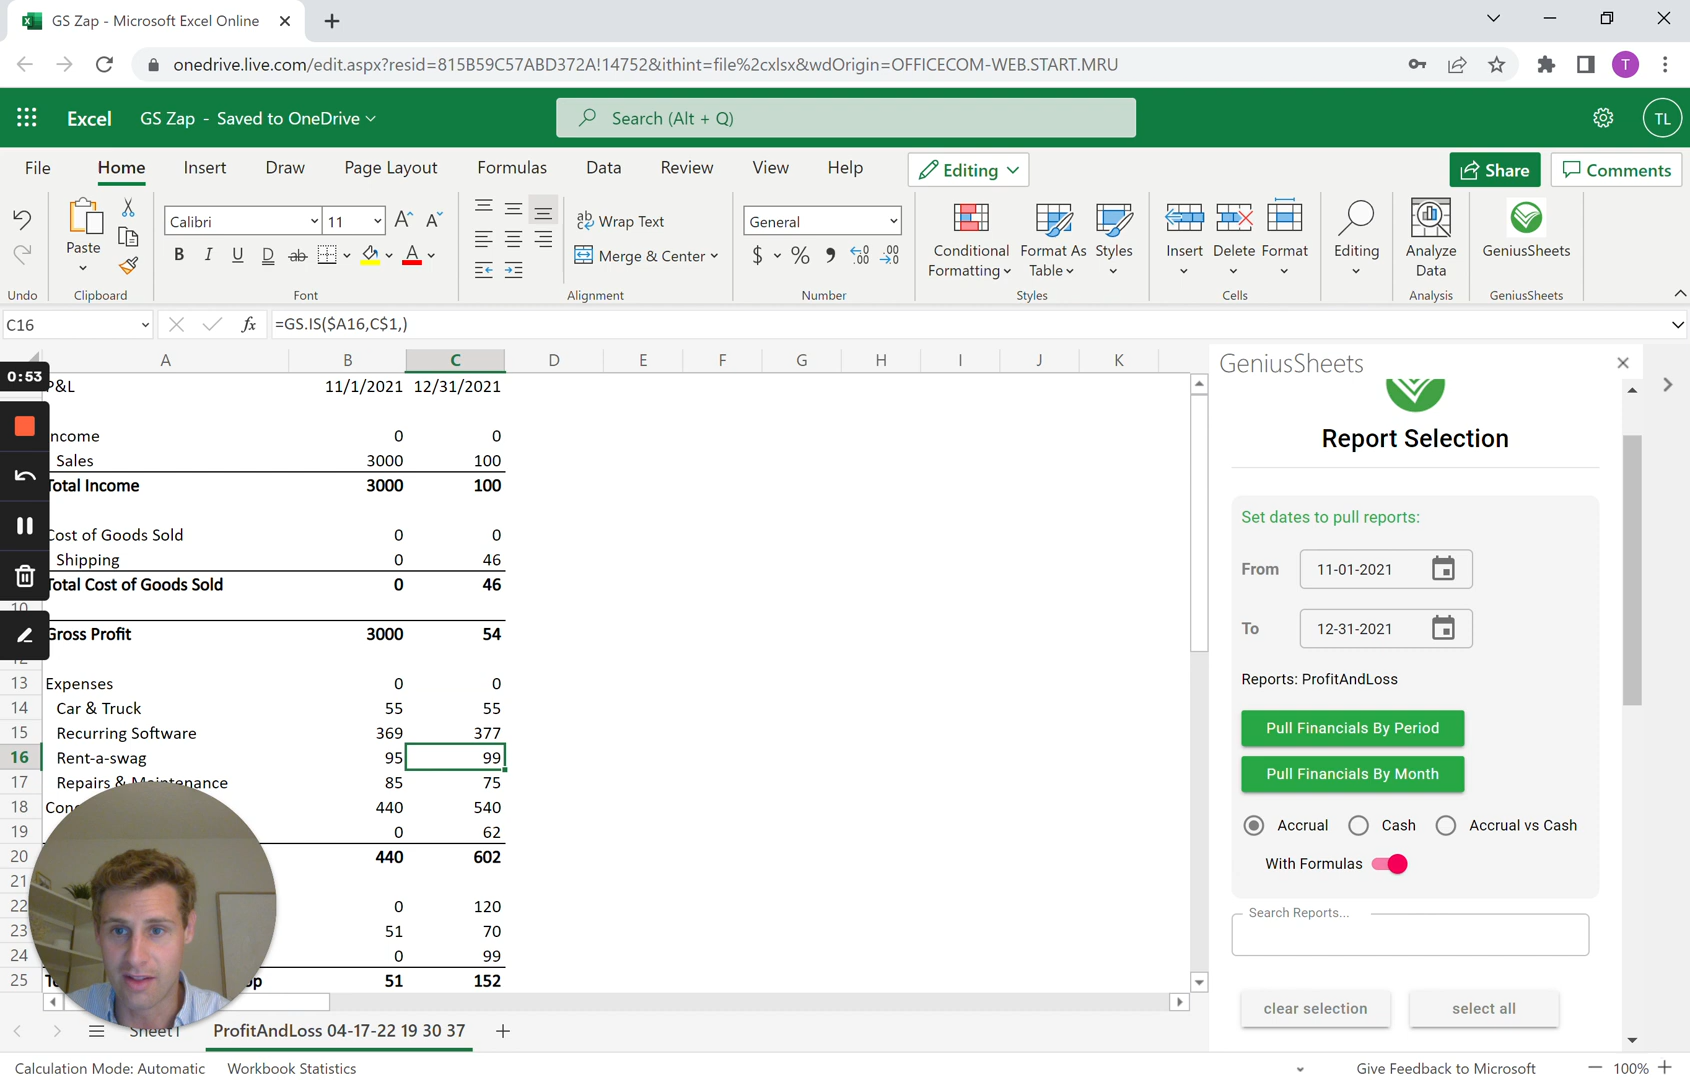 GS Zap - Microsoft Excel Online
onedrive.live.com/edit.aspx?resid=815B59C57ABD372A!14752&ithint=file%2cxlsx&wdOrigin=OFFICECOM-WEB.START.MRU
T
Excel GS Zap - Saved to OneDrive
Search (Alt + Q)
TL
File Home Insert Draw Page Layout Formulas Data Review View Help Editing Share Comments
Paste
Calibri 11
Wrap Text
General
Merge & Center
Conditional Formatting
Format As Table
Styles
Insert Delete Format
Editing
Analyze Data
GeniusSheets
Undo Clipboard Font Alignment Number Styles Cells Analysis GeniusSheets
C16 fx =GS.IS($A16,C$1,)
A B C D E F G H I J K
0:53
P&L 11/1/2021 12/31/2021
ncome 0 0
Sales 3000 100
Total Income 3000 100
Cost of Goods Sold 0 0
Shipping 0 46
Total Cost of Goods Sold 0 46
10
Gross Profit 3000 54
12
13 Expenses 0 0
14 Car & Truck 55 55
15 Recurring Software 369 377
16 Rent-a-swag 95 99
17 Repairs & Maintenance 85 75
18 Con 440 540
19 0 62
20 440 602
21
22 0 120
23 51 70
24 0 99
25 T op 51 152
Sheet1 ProfitAndLoss 04-17-22 19 30 37
Calculation Mode: Automatic Workbook Statistics
Give Feedback to Microsoft 100%
GeniusSheets
Report Selection
Set dates to pull reports:
From 11-01-2021
To 12-31-2021
Reports: ProfitAndLoss
Pull Financials By Period
Pull Financials By Month
Accrual Cash Accrual vs Cash
With Formulas
Search Reports...
clear selection select all